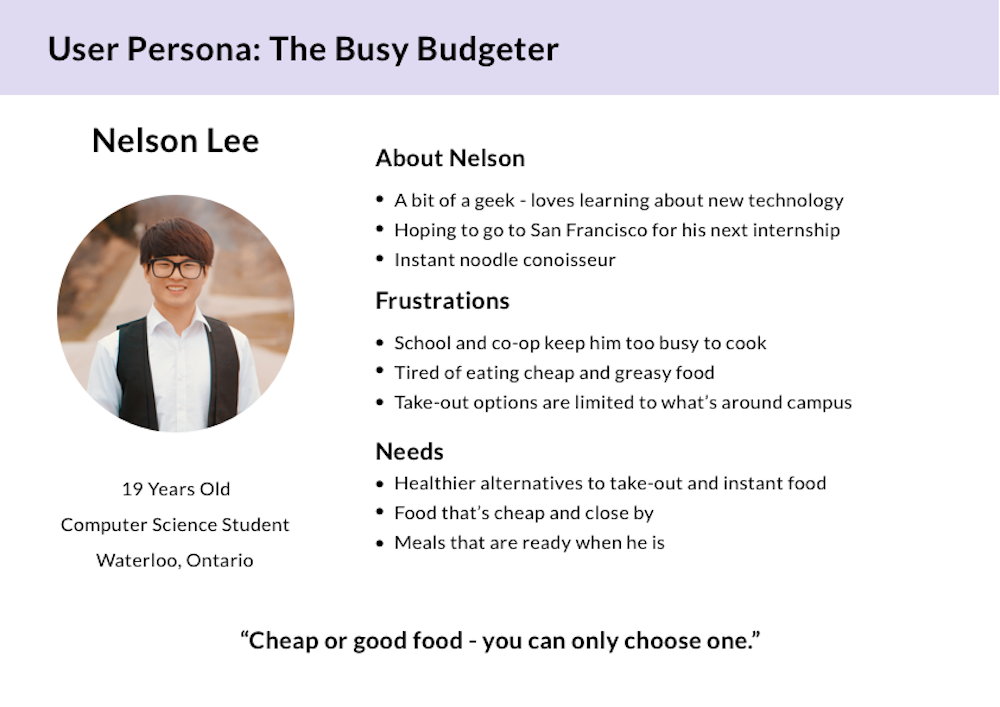 User Persona: The Busy Budgeter
Nelson Lee
19 Years Old
Computer Science Student
Waterloo, Ontario
About Nelson
• A bit of a geek - loves learning about new technology
• Hoping to go to San Francisco for his next internship
• Instant noodle conoisseur
Frustrations
• School and co-op keep him too busy to cook
• Tired of eating cheap and greasy food
• Take-out options are limited to what’s around campus
Needs
• Healthier alternatives to take-out and instant food
• Food that’s cheap and close by
• Meals that are ready when he is
“Cheap or good food - you can only choose one.”